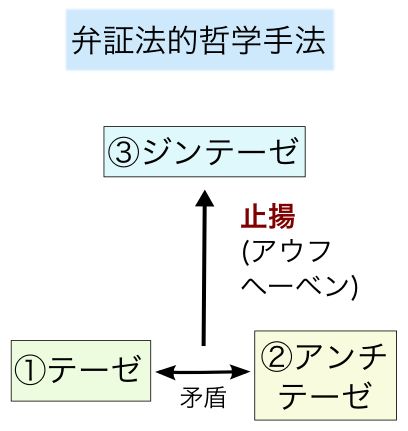 弁証法的哲学手法
③ジンテーゼ
止揚
(アウフ
ヘーベン)
①テーゼ
矛盾
②アンチ
テーゼ